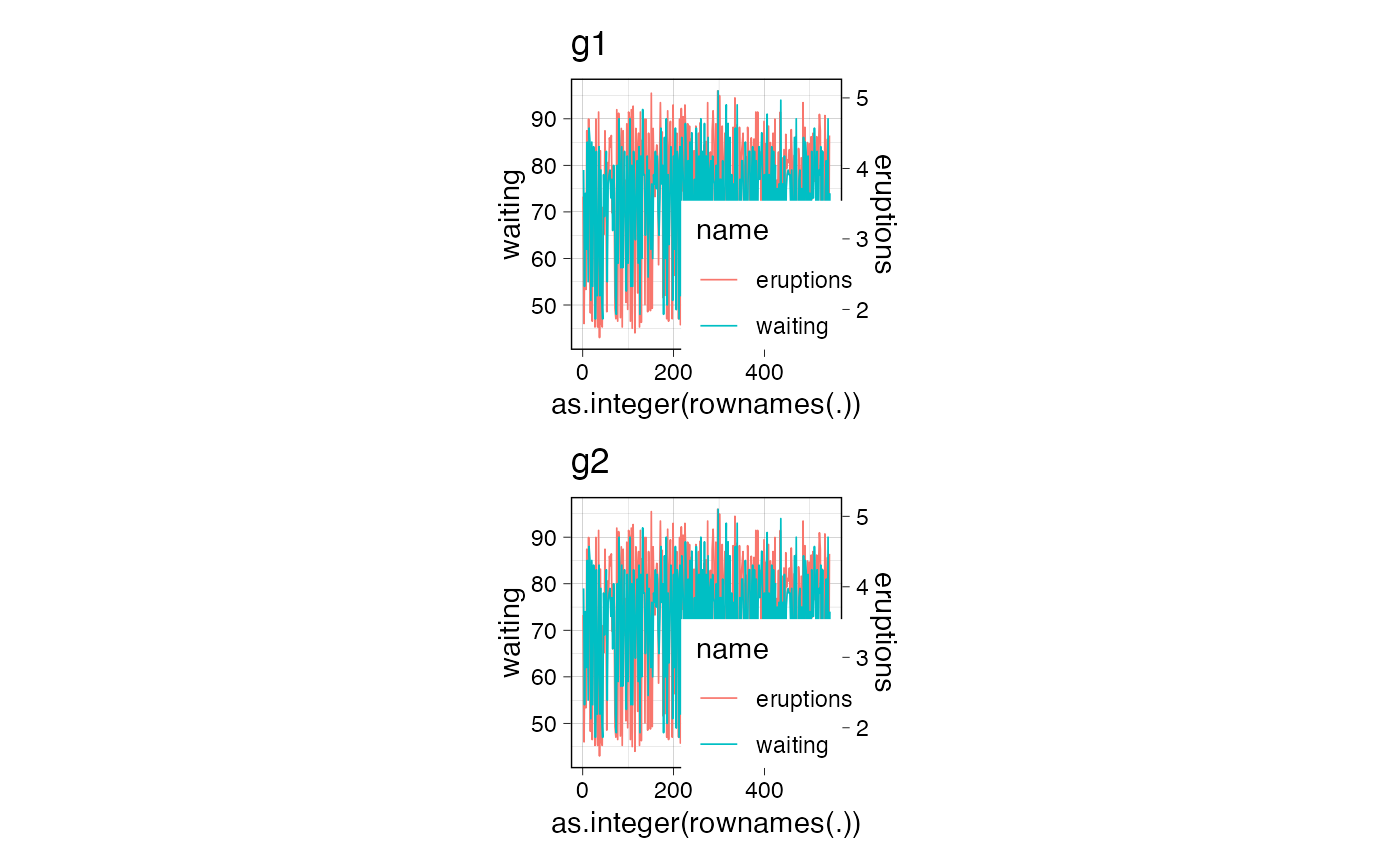 g1
waiting
90
80
70
60
50
5
4
3
2
eruptions
name
eruptions
waiting
0 200 400
as.integer(rownames(.))
g2
waiting
90
80
70
60
50
5
4
3
2
eruptions
name
eruptions
waiting
0 200 400
as.integer(rownames(.))